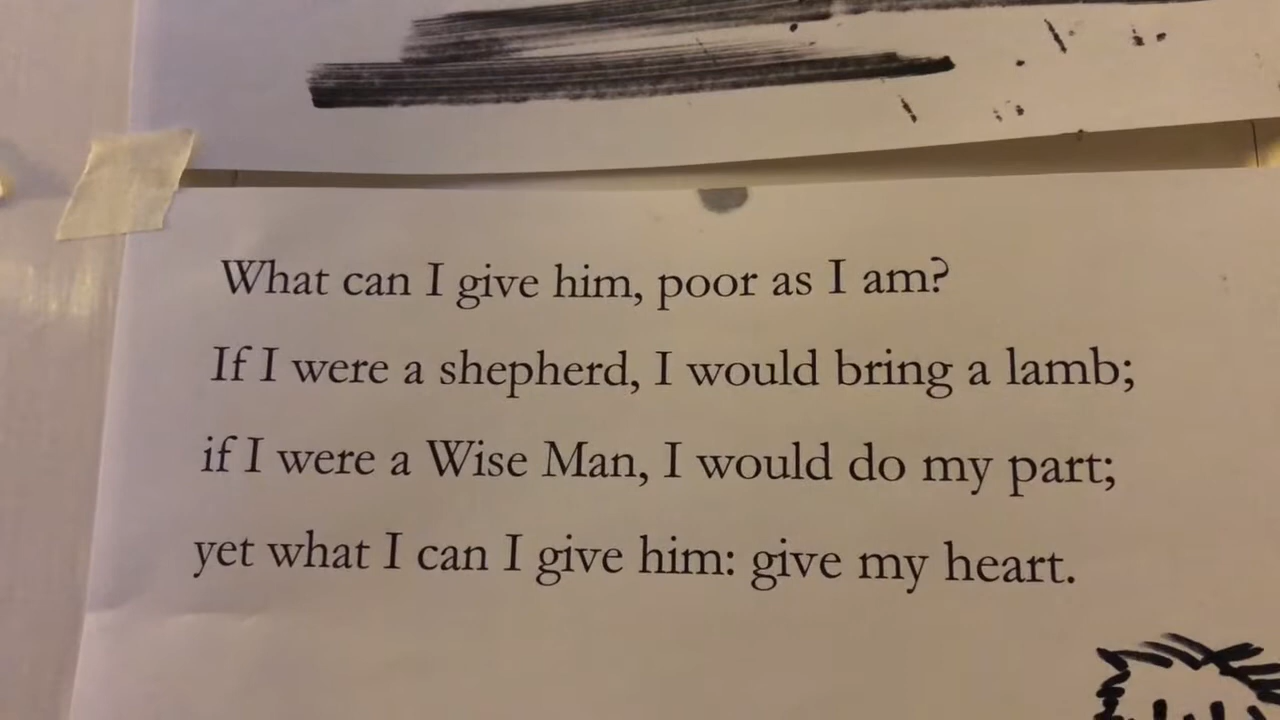 What can I give him, poor as I am?
If I were a shepherd, I would bring a lamb;
if I were a Wise Man, I would do my part;
yet what I can I give him: give my heart.